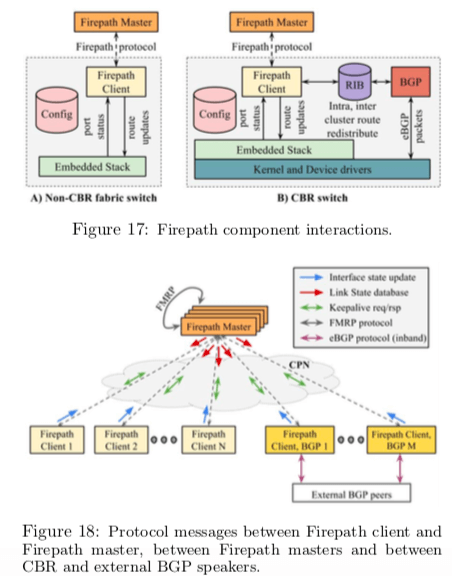 Firepath Master
Firepath protocol
Firepath
Client
Config
port
status
route
updates
Embedded Stack
A) Non-CBR fabric switch
Firepath Master
Firepath protocol
Firepath
Client
RIB
BGP
Config
port
status
route
updates
Intra, inter
cluster route
redistribute
eBGP
packets
Embedded Stack
Kernel and Device drivers
B) CBR switch
Figure 17: Firepath component interactions.
Interface state update
Link State database
Keepalive req/rsp
FMRP protocol
eBGP protocol (inband)
FMRP
Firepath Master
CPN
Firepath
Client 1
Firepath
Client 2
Firepath
Client N
Firepath
Client, BGP 1
Firepath Client,
BGP M
External BGP peers
Figure 18: Protocol messages between Firepath client and
Firepath master, between Firepath masters and between
CBR and external BGP speakers.